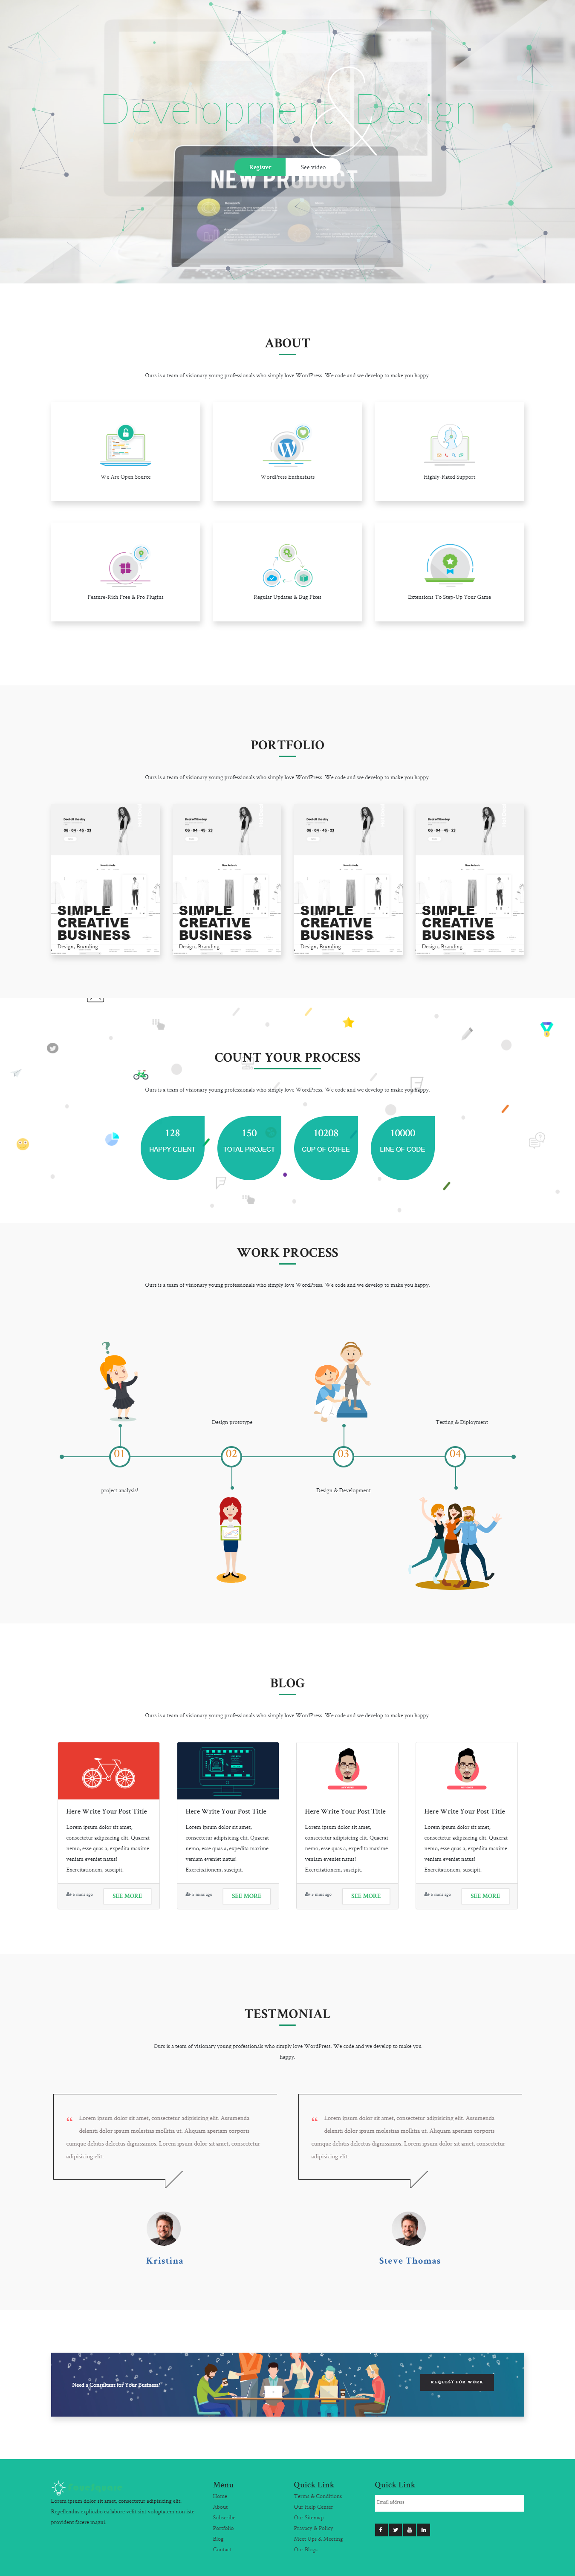 Development & Design
Register
See video
NEW PRODUCT
ABOUT
Ours is a team of visionary young professionals who simply love WordPress. We code and we develop to make you happy.
We Are Open Source
WordPress Enthusiasts
Highly-Rated Support
Feature-Rich Free & Pro Plugins
Regular Updates & Bug Fixes
Extensions To Step-Up Your Game
PORTFOLIO
Ours is a team of visionary young professionals who simply love WordPress. We code and we develop to make you happy.
SIMPLE
CREATIVE
BUSINESS
Design, Branding
SIMPLE
CREATIVE
BUSINESS
Design, Branding
SIMPLE
CREATIVE
BUSINESS
Design, Branding
SIMPLE
CREATIVE
BUSINESS
Design, Branding
COUNT YOUR PROCESS
Ours is a team of visionary young professionals who simply love WordPress. We code and we develop to make you happy.
128
HAPPY CLIENT
150
TOTAL PROJECT
10208
CUP OF COFEE
10000
LINE OF CODE
WORK PROCESS
Ours is a team of visionary young professionals who simply love WordPress. We code and we develop to make you happy.
Design prototype
Testing & Diployment
01
02
03
04
project analysis!
Design & Development
BLOG
Ours is a team of visionary young professionals who simply love WordPress. We code and we develop to make you happy.
Here Write Your Post Title
Lorem ipsum dolor sit amet,
consectetur adipisicing elit. Quaerat
nemo, esse quas a, expedita maxime
veniam eveniet natus!
Exercitationem, suscipit.
5 mins ago
SEE MORE
Here Write Your Post Title
Lorem ipsum dolor sit amet,
consectetur adipisicing elit. Quaerat
nemo, esse quas a, expedita maxime
veniam eveniet natus!
Exercitationem, suscipit.
5 mins ago
SEE MORE
Here Write Your Post Title
Lorem ipsum dolor sit amet,
consectetur adipisicing elit. Quaerat
nemo, esse quas a, expedita maxime
veniam eveniet natus!
Exercitationem, suscipit.
5 mins ago
SEE MORE
Here Write Your Post Title
Lorem ipsum dolor sit amet,
consectetur adipisicing elit. Quaerat
nemo, esse quas a, expedita maxime
veniam eveniet natus!
Exercitationem, suscipit.
5 mins ago
SEE MORE
TESTMONIAL
Ours is a team of visionary young professionals who simply love WordPress. We code and we develop to make you
happy.
“ Lorem ipsum dolor sit amet, consectetur adipisicing elit. Assumenda
deleniti dolor ipsum molestias mollitia ut. Aliquam aperiam corporis
cumque debitis delectus dignissimos. Lorem ipsum dolor sit amet, consectetur
adipisicing elit.
Kristina
“ Lorem ipsum dolor sit amet, consectetur adipisicing elit. Assumenda
deleniti dolor ipsum molestias mollitia ut. Aliquam aperiam corporis
cumque debitis delectus dignissimos. Lorem ipsum dolor sit amet, consectetur
adipisicing elit.
Steve Thomas
Need a Consultant for Your Business?
REQUEST FOR WORK
Lorem ipsum dolor sit amet, consectetur adipisicing elit.
Repellendus explicabo ea labore velit sint voluptatem non iste
provident facere magni.
Menu
Home
About
Subscribe
Portfolio
Blog
Contact
Quick Link
Terms & Conditions
Our Help Center
Our Sitemap
Privacy & Policy
Meet Ups & Meeting
Our Blogs
Quick Link
Email address